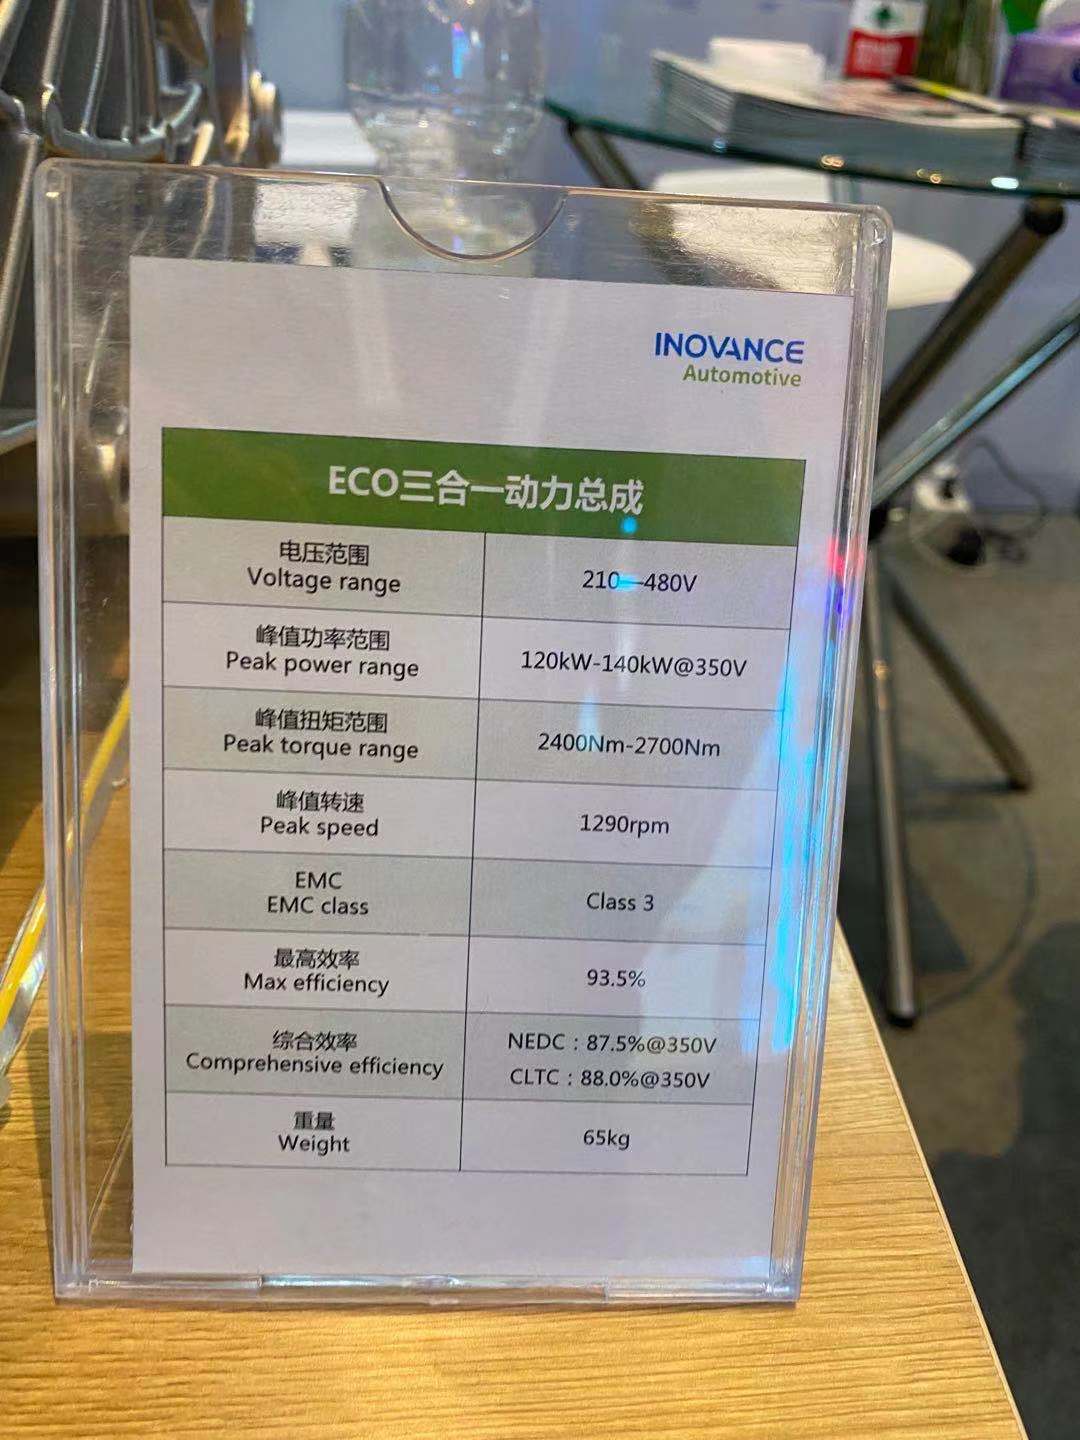 INOVANCE
Automotive
ECO三合一动力总成
电压范围
Voltage range
210—480V
峰值功率范围
Peak power range
120kW-140kW@350V
峰值扭矩范围
Peak torque range
2400Nm-2700Nm
峰值转速
Peak speed
1290rpm
EMC
EMC class
Class 3
最高效率
Max efficiency
93.5%
综合效率
Comprehensive efficiency
NEDC：87.5%@350V
CLTC：88.0%@350V
重量
Weight
65kg